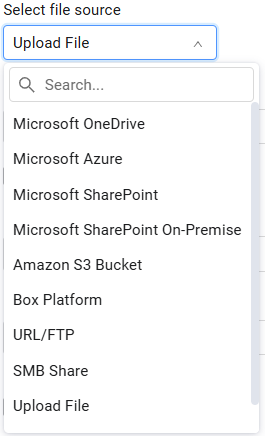 Select file source
Upload File
Search...
Microsoft OneDrive
Microsoft Azure
Microsoft SharePoint
Microsoft SharePoint On-Premise
Amazon S3 Bucket
Box Platform
URL/FTP
SMB Share
Upload File